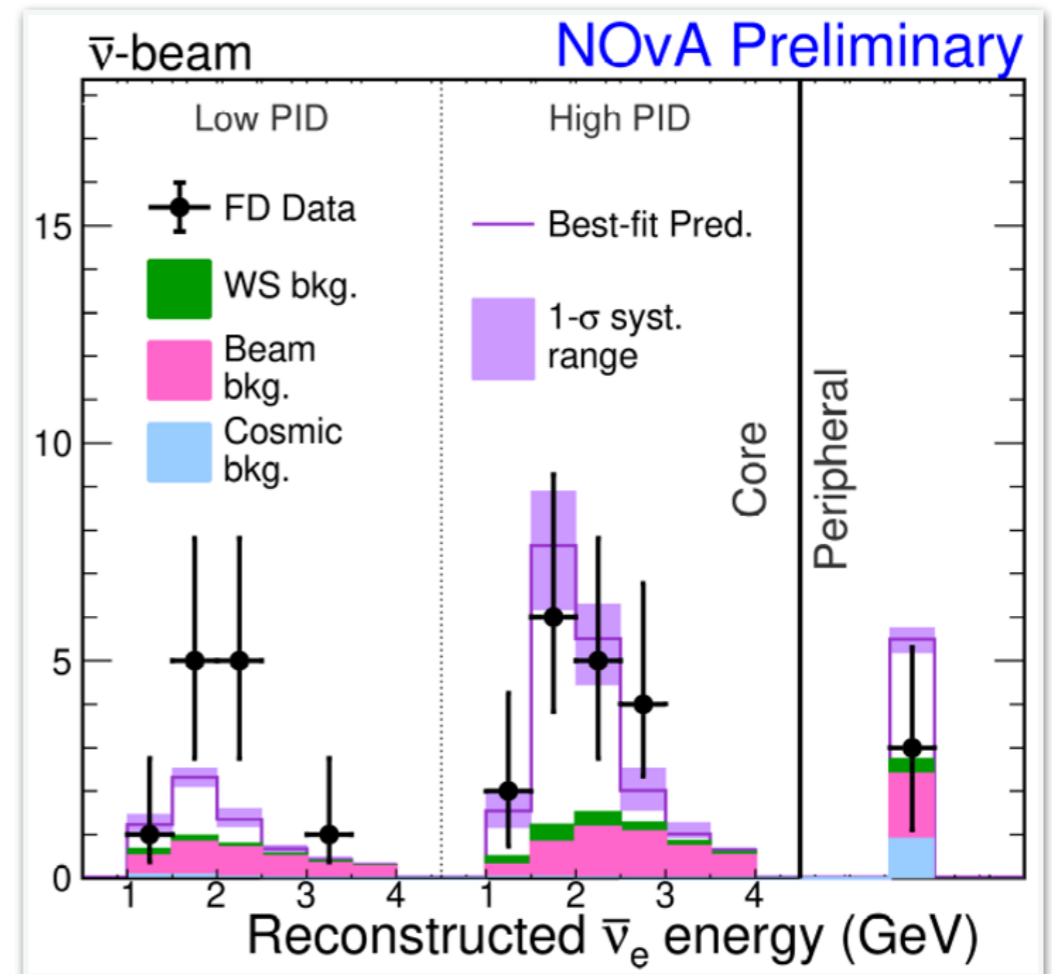 ν̅-beam
NOvA Preliminary
Low PID
High PID
FD Data
WS bkg.
Beam
bkg.
Cosmic
bkg.
Best-fit Pred.
1-σ syst.
range
Core
Peripheral
15
10
5
0
1 2 3 4 1 2 3 4
Reconstructed ν̅e energy (GeV)